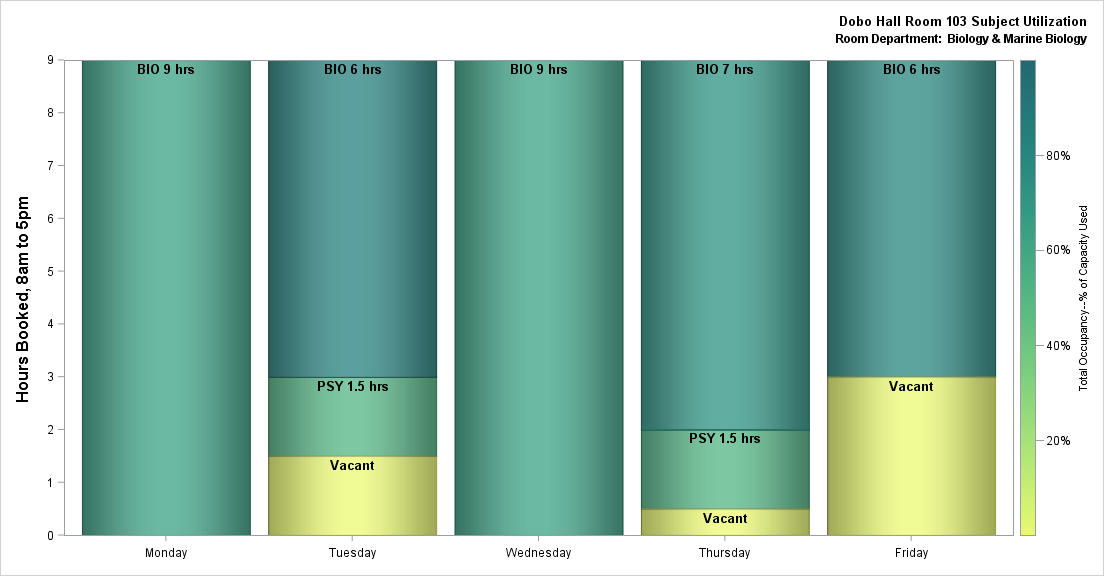 Dobo Hall Room 103 Subject Utilization
Room Department: Biology & Marine Biology
Hours Booked, 8am to 5pm
9
8
7
6
5
4
3
2
1
0
BIO 9 hrs
BIO 6 hrs
PSY 1.5 hrs
Vacant
BIO 9 hrs
BIO 7 hrs
PSY 1.5 hrs
Vacant
BIO 6 hrs
Vacant
Monday
Tuesday
Wednesday
Thursday
Friday
80%
60%
40%
20%
Total Occupancy--% of Capacity Used